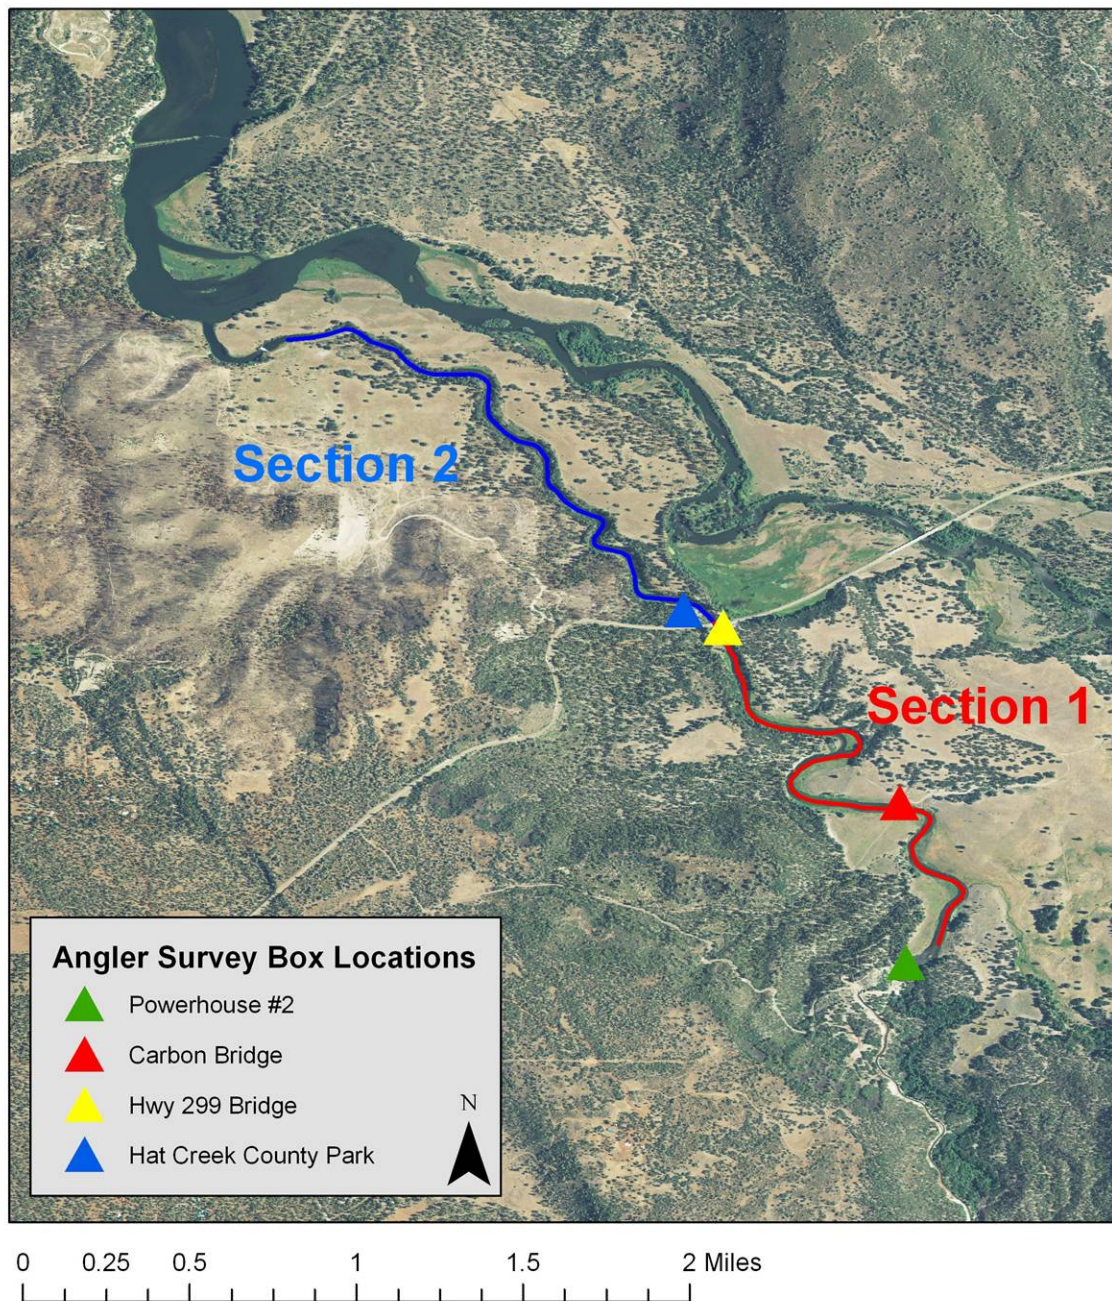 Section 2
Section 1
Angler Survey Box Locations
Powerhouse #2
Carbon Bridge
Hwy 299 Bridge
Hat Creek County Park
N
0 0.25 0.5 1 1.5 2 Miles